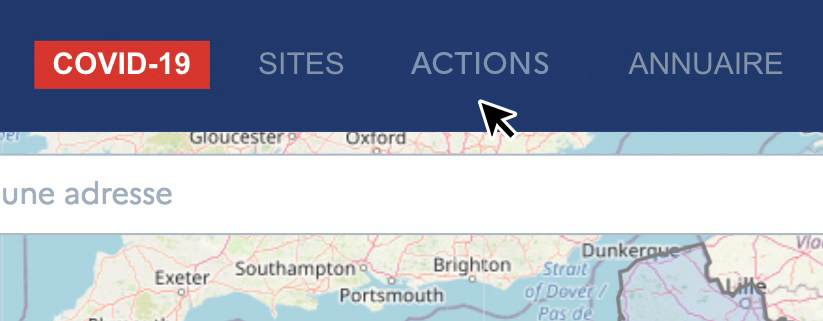 COVID-19 SITES ACTIONS ANNUAIRE
Gloucester Oxford
une adresse
Dunkerque
Exeter Southampton Brighton Strait
Portsmouth of Dover /
Lille
Pas de